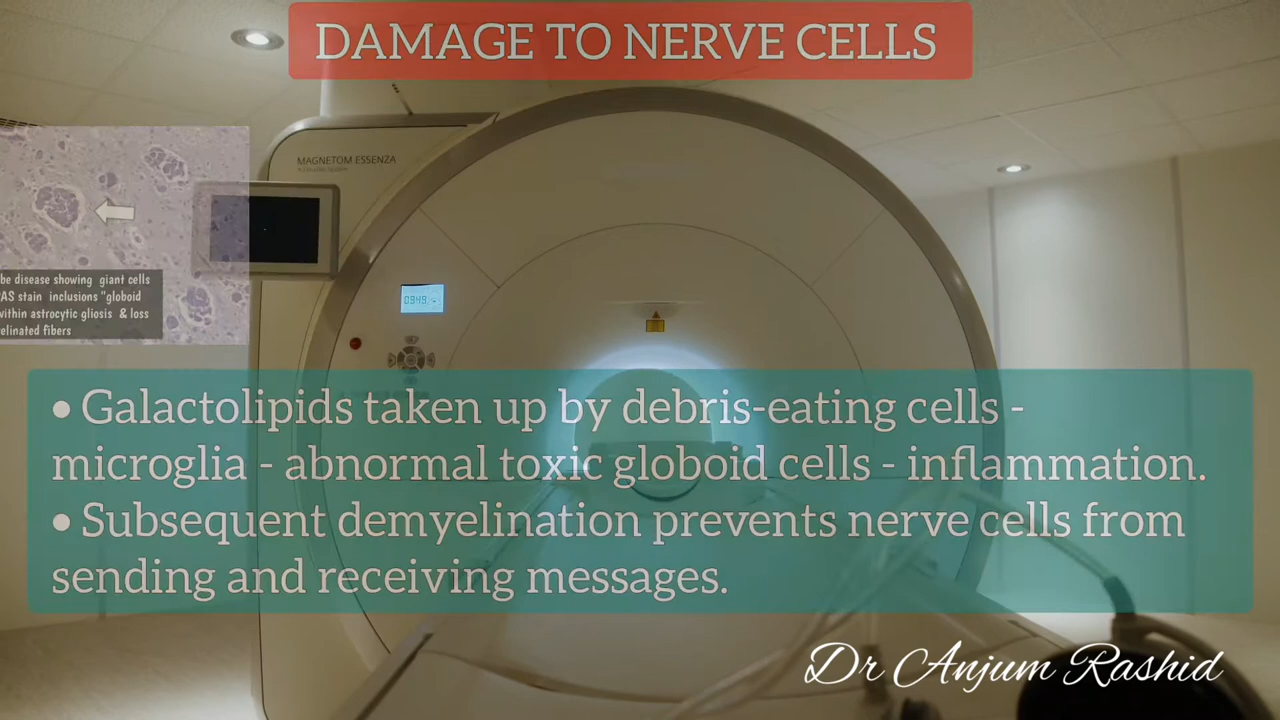 DAMAGE TO NERVE CELLS
MAGNETOM ESSENZA
be disease showing giant cells
AS stain inclusions "globoid
within astrocytic gliosis & loss
elinated fibers
• Galactolipids taken up by debris-eating cells -
microglia - abnormal toxic globoid cells - inflammation.
• Subsequent demyelination prevents nerve cells from
sending and receiving messages.
Dr Anjum Rashid